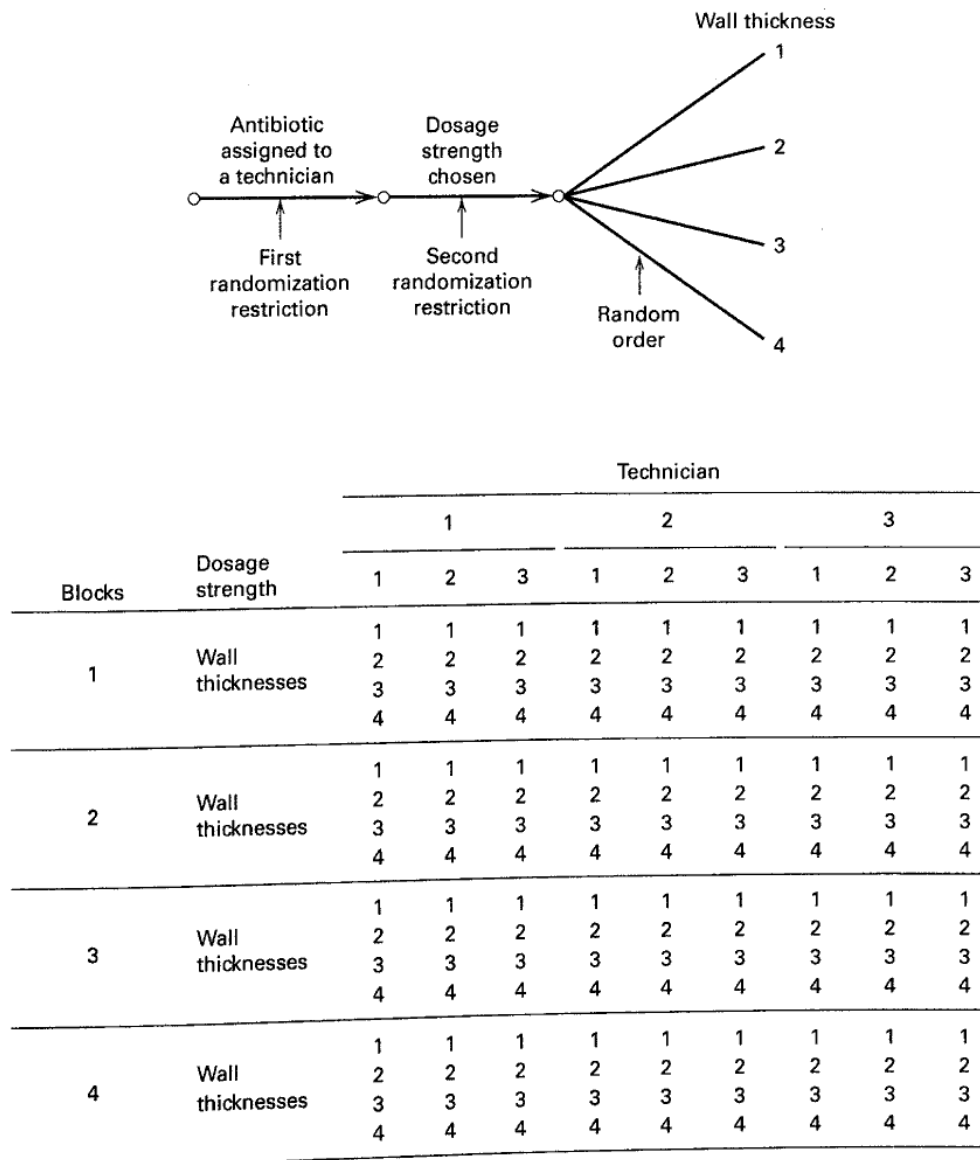 Wall thickness
1
Antibiotic assigned to a technician
Dosage strength chosen
2
3
First randomization restriction
Second randomization restriction
Random order
4
Technician
1 2 3
Blocks Dosage strength 1 2 3 1 2 3 1 2 3
1 1 1 1 1 1 1 1 1
1 Wall thicknesses 2 2 2 2 2 2 2 2 2
3 3 3 3 3 3 3 3 3
4 4 4 4 4 4 4 4 4
1 1 1 1 1 1 1 1 1
2 Wall thicknesses 2 2 2 2 2 2 2 2 2
3 3 3 3 3 3 3 3 3
4 4 4 4 4 4 4 4 4
1 1 1 1 1 1 1 1 1
3 Wall thicknesses 2 2 2 2 2 2 2 2 2
3 3 3 3 3 3 3 3 3
4 4 4 4 4 4 4 4 4
1 1 1 1 1 1 1 1 1
4 Wall thicknesses 2 2 2 2 2 2 2 2 2
3 3 3 3 3 3 3 3 3
4 4 4 4 4 4 4 4 4